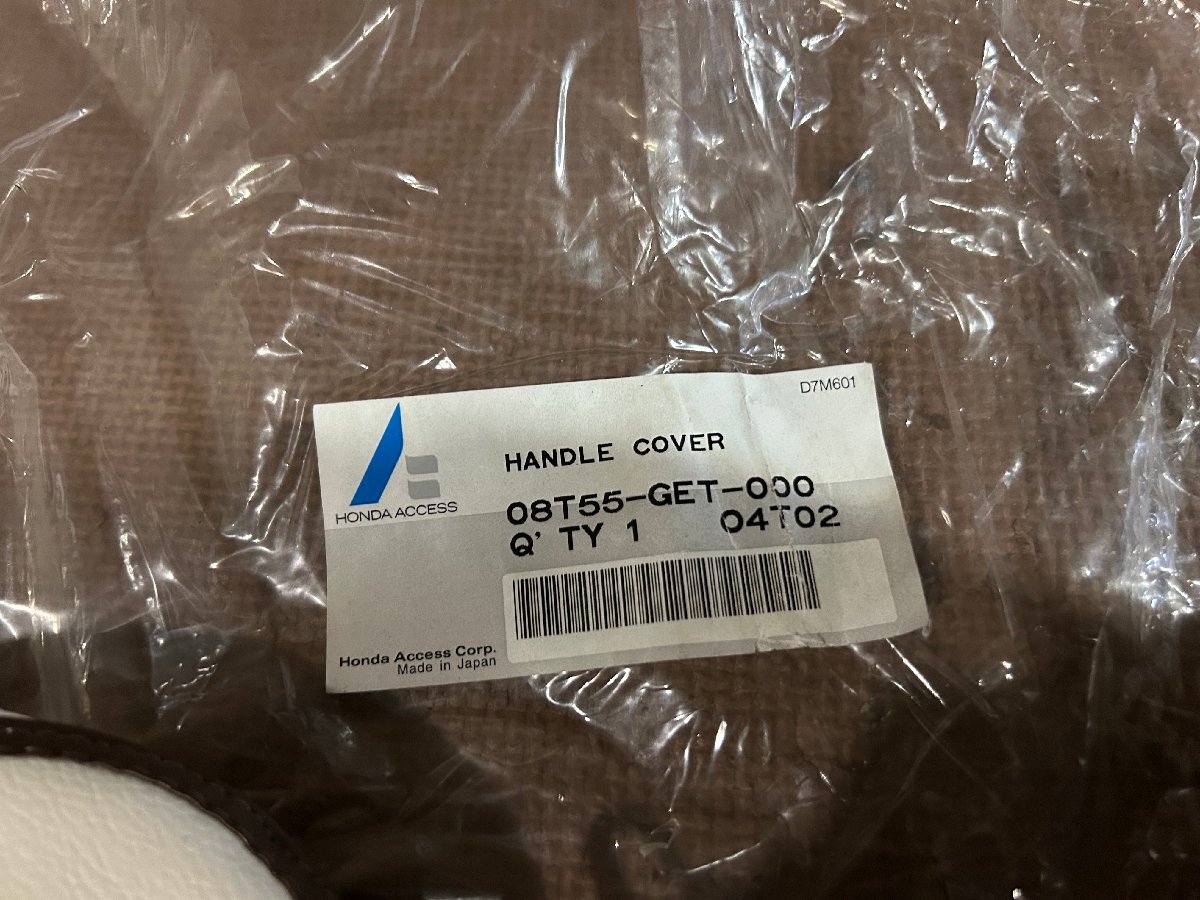 D7M601
HONDA ACCESS
HANDLE COVER
08T55-GET-000
Q'TY 1 04T02
Honda Access Corp.
Made in Japan